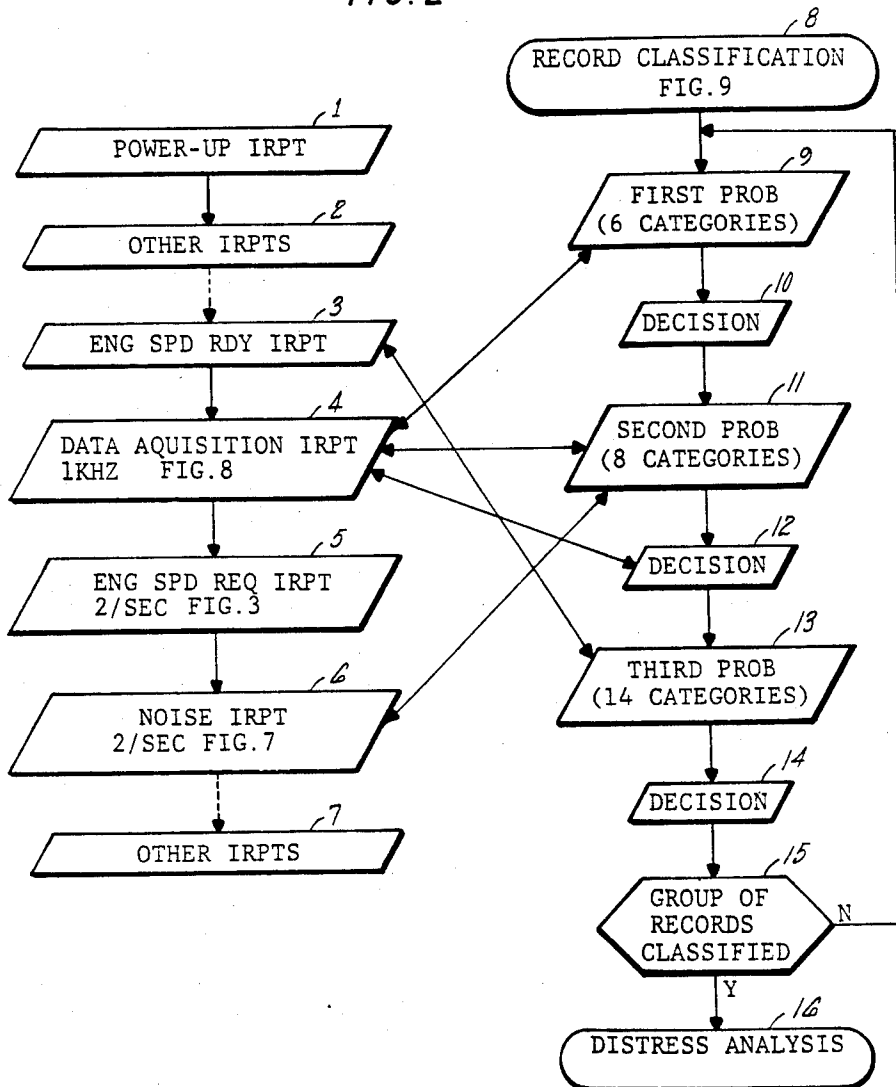 FIG. 2
1
POWER-UP IRPT
2
OTHER IRPTS
3
ENG SPD RDY IRPT
4
DATA AQUISITION IRPT
1KHZ FIG.8
5
ENG SPD REQ IRPT
2/SEC FIG.3
6
NOISE IRPT
2/SEC FIG.7
7
OTHER IRPTS
8
RECORD CLASSIFICATION
FIG.9
9
FIRST PROB
(6 CATEGORIES)
10
DECISION
11
SECOND PROB
(8 CATEGORIES)
12
DECISION
13
THIRD PROB
(14 CATEGORIES)
14
DECISION
15
GROUP OF
RECORDS
CLASSIFIED
N
Y
16
DISTRESS ANALYSIS